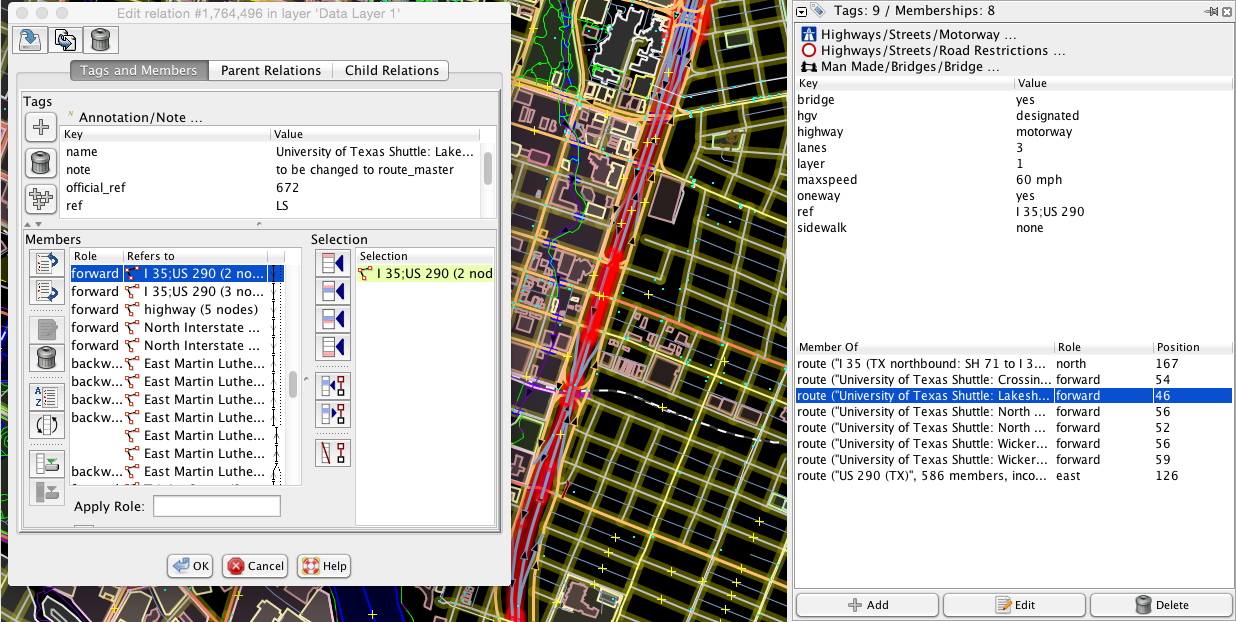 Edit relation #1,764,496 in layer 'Data Layer 1'
Tags and Members Parent Relations Child Relations
Tags
Annotation/Note ...
Key Value
name University of Texas Shuttle: Lake...
note to be changed to route_master
official_ref 672
ref LS
Members
Role Refers to
forward I 35;US 290 (2 no...
forward I 35;US 290 (3 no...
forward highway (5 nodes)
forward North Interstate ...
forward North Interstate ...
backw... East Martin Luthe...
backw... East Martin Luthe...
backw... East Martin Luthe...
backw... East Martin Luthe...
East Martin Luthe...
East Martin Luthe...
backw... East Martin Luthe...
Apply Role:
Selection
Selection
I 35;US 290 (2 nod
OK Cancel Help
Tags: 9 / Memberships: 8
Highways/Streets/Motorway ...
Highways/Streets/Road Restrictions ...
Man Made/Bridges/Bridge ...
Key Value
bridge yes
hgv designated
highway motorway
lanes 3
layer 1
maxspeed 60 mph
oneway yes
ref I 35;US 290
sidewalk none
Member Of Role Position
route ("I 35 (TX northbound: SH 71 to I 3... north 167
route ("University of Texas Shuttle: Crossin... forward 54
route ("University of Texas Shuttle: Lakesh... forward 46
route ("University of Texas Shuttle: North ... forward 56
route ("University of Texas Shuttle: North ... forward 52
route ("University of Texas Shuttle: Wicker... forward 56
route ("University of Texas Shuttle: Wicker... forward 59
route ("US 290 (TX)", 586 members, inco... east 126
Add Edit Delete